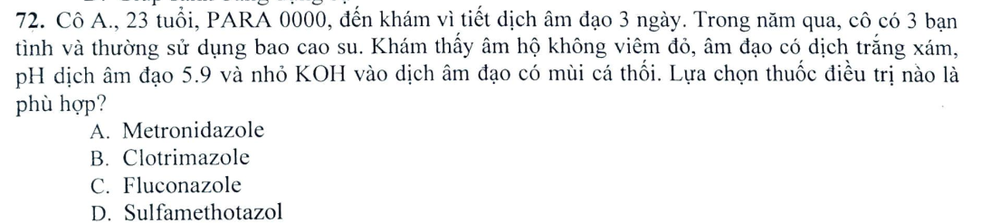 72. Cô A., 23 tuổi, PARA 0000, đến khám vì tiết dịch âm đạo 3 ngày. Trong năm qua, cô có 3 bạn
tình và thường sử dụng bao cao su. Khám thấy âm hộ không viêm đỏ, âm đạo có dịch trắng xám,
pH dịch âm đạo 5.9 và nhỏ KOH vào dịch âm đạo có mùi cá thối. Lựa chọn thuốc điều trị nào là
phù hợp?
A. Metronidazole
B. Clotrimazole
C. Fluconazole
D. Sulfamethotazol